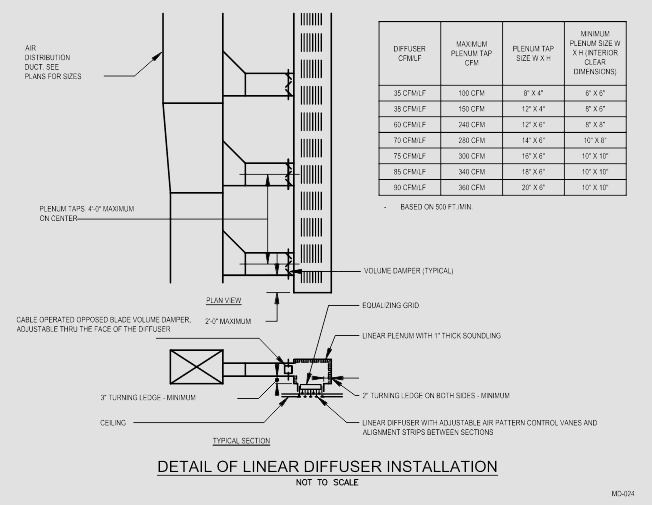 AIR
DISTRIBUTION
DUCT. SEE
PLANS FOR SIZES
PLENUM TAPS: 4'-0" MAXIMUM
ON CENTER
VOLUME DAMPER (TYPICAL)
PLAN VIEW
2'-0" MAXIMUM
CABLE OPERATED OPPOSED BLADE VOLUME DAMPER,
ADJUSTABLE THRU THE FACE OF THE DIFFUSER
EQUALIZING GRID
LINEAR PLENUM WITH 1" THICK SOUNDLING
3" TURNING LEDGE - MINIMUM
2" TURNING LEDGE ON BOTH SIDES - MINIMUM
CEILING
LINEAR DIFFUSER WITH ADJUSTABLE AIR PATTERN CONTROL VANES AND
ALIGNMENT STRIPS BETWEEN SECTIONS
TYPICAL SECTION
DIFFUSER
CFM/LF
MAXIMUM
PLENUM TAP
CFM
PLENUM TAP
SIZE W X H
MINIMUM
PLENUM SIZE W
X H (INTERIOR
CLEAR
DIMENSIONS)
35 CFM/LF 100 CFM 8" X 4" 6" X 6"
38 CFM/LF 150 CFM 12" X 4" 8" X 6"
60 CFM/LF 240 CFM 12" X 6" 8" X 8"
70 CFM/LF 280 CFM 14" X 6" 10" X 8"
75 CFM/LF 300 CFM 16" X 6" 10" X 10"
85 CFM/LF 340 CFM 18" X 6" 10" X 10"
90 CFM/LF 360 CFM 20" X 6" 10" X 10"
- BASED ON 500 FT./MIN.
DETAIL OF LINEAR DIFFUSER INSTALLATION
NOT TO SCALE
MD-024